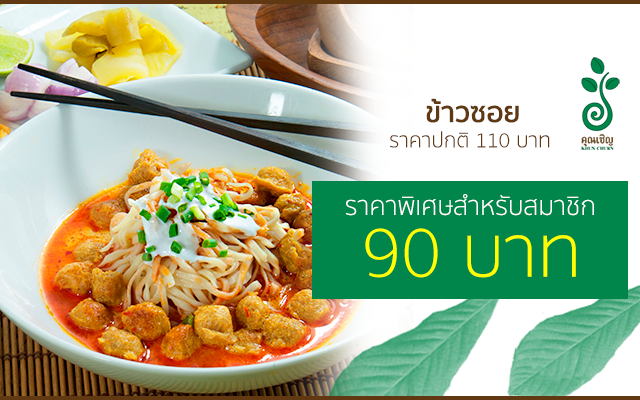 ข้าวซอย
ราคาปกติ 110 บาท
คุณเชิญ
KHUN CHURN
ราคาพิเศษสำหรับสมาชิก
90 บาท